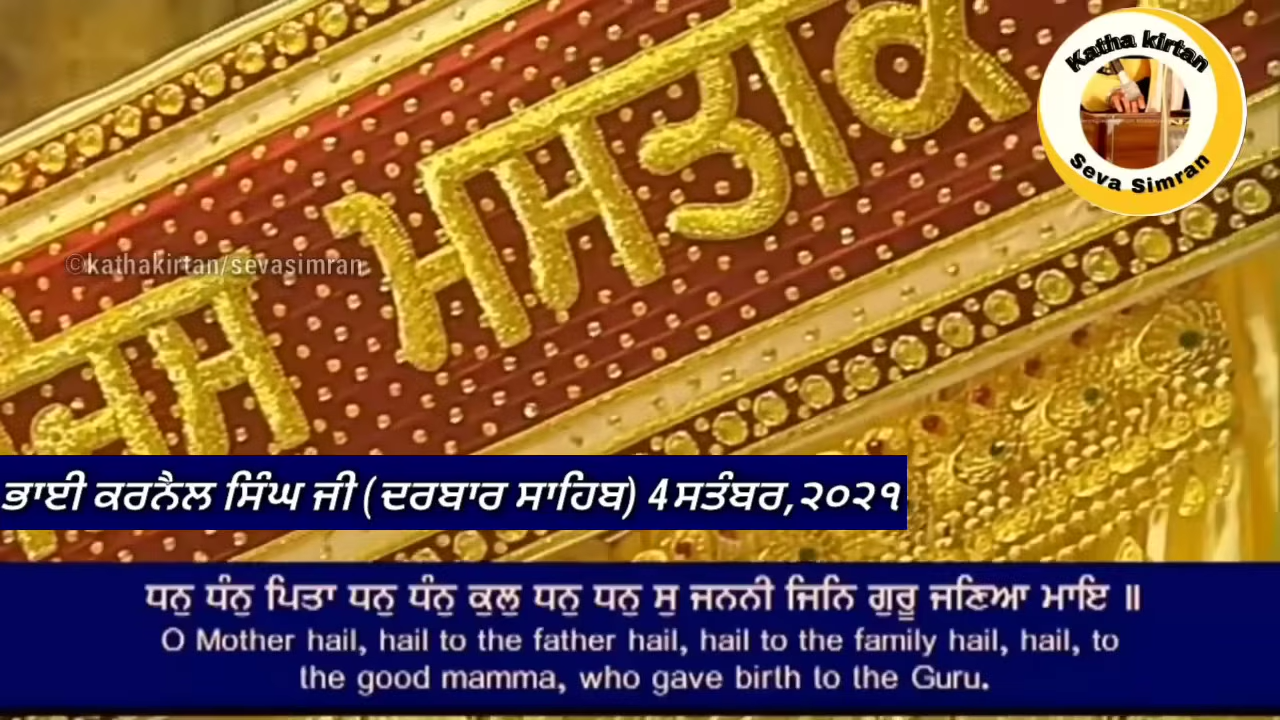 Katha kirtan
Seva Simran
ਮਸਤਕਿ
©kathakirtan/sevasimran
ਭਾਈ ਕਰਨੈਲ ਸਿੰਘ ਜੀ (ਦਰਬਾਰ ਸਾਹਿਬ) 4ਸਤੰਬਰ,੨੦੨੧
ਧਨੁ ਧੰਨੁ ਪਿਤਾ ਧਨੁ ਧੰਨੁ ਕੁਲੁ ਧਨੁ ਧਨੁ ਸੁ ਜਨਨੀ ਜਿਨਿ ਗੁਰੂ ਜਣਿਆ ਮਾਇ ॥
O Mother hail, hail to the father hail, hail to the family hail, hail, to
the good mamma, who gave birth to the Guru.